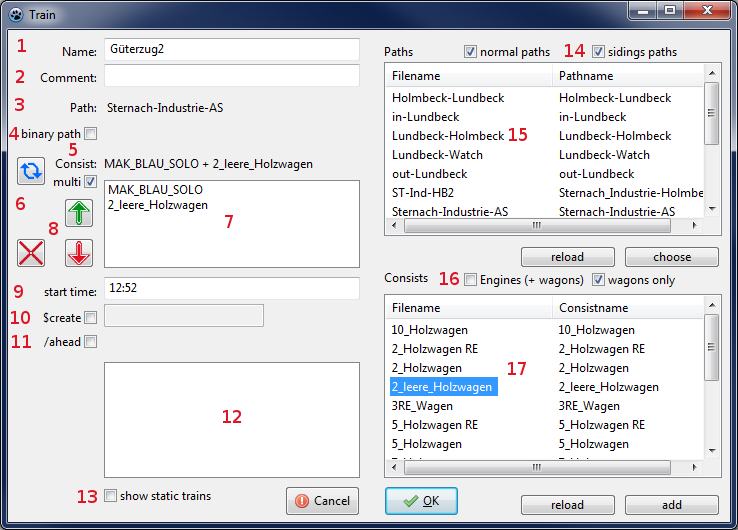 Train
1 Name: Güterzug2
2 Comment:
3 Path: Sternach-Industrie-AS
4 binary path
5
Consist: MAK_BLAU_SOLO + 2_leere_Holzwagen
multi
6
MAK_BLAU_SOLO
2_leere_Holzwagen
7
8
9 start time: 12:52
10 $create
11 /ahead
12
13 show static trains
Cancel
Paths normal paths 14 sidings paths
Filename Pathname
Holmbeck-Lundbeck Holmbeck-Lundbeck
in-Lundbeck in-Lundbeck
Lundbeck-Holmbeck 15 Lundbeck-Holmbeck
Lundbeck-Watch Lundbeck-Watch
out-Lundbeck out-Lundbeck
ST-Ind-HB2 Sternach_Industrie-Holmbe
Sternach-Industrie-AS Sternach-Industrie-AS
reload choose
Consists 16 Engines (+ wagons) wagons only
Filename Consistname
10_Holzwagen 10_Holzwagen
2_Holzwagen RE 2_Holzwagen RE
2_Holzwagen 17 2_Holzwagen
2_leere_Holzwagen 2_leere_Holzwagen
3RE_Wagen 3RE_Wagen
5_Holzwagen RE 5_Holzwagen RE
5_Holzwagen 5_Holzwagen
OK reload add